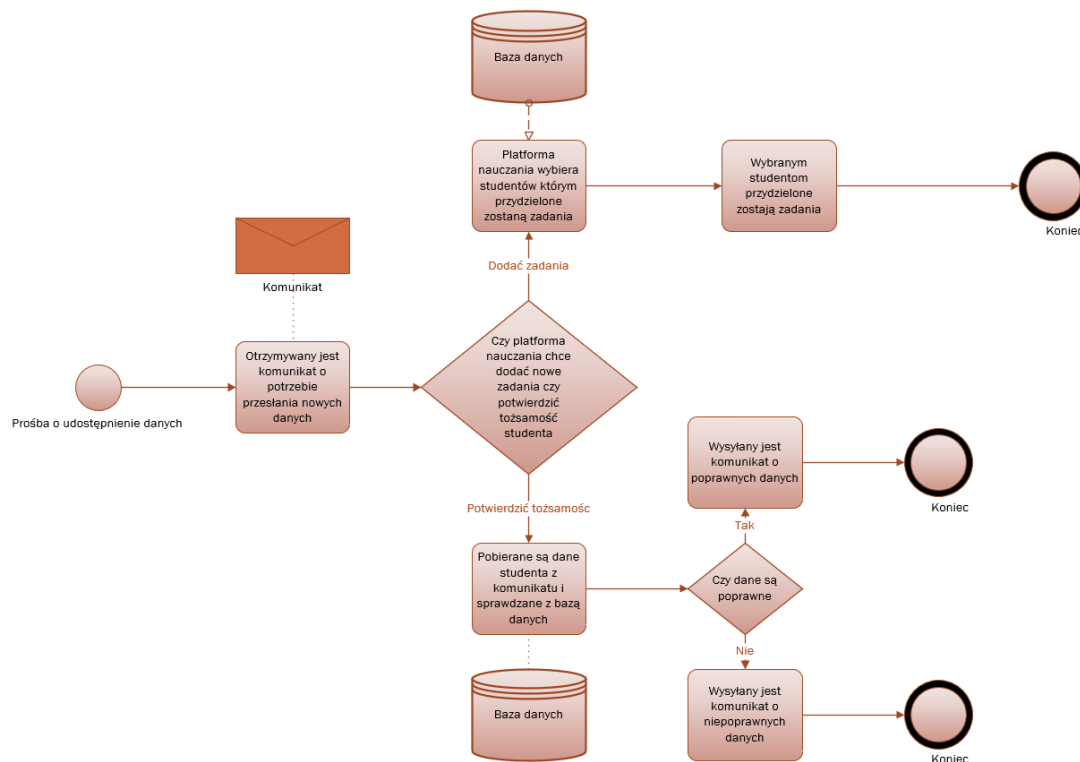 Baza danych
Platforma
nauczania wybiera
studentów którym
przydzielone
zostaną zadania
Wybranym
studentom
przydzielone
zostają zadania
Koniec
Komunikat
Dodać zadania
Otrzymywany jest
komunikat o
potrzebie
przesłania nowych
danych
Prośba o udostępnienie danych
Czy platforma
nauczania chce
dodać nowe
zadania czy
potwierdzić
tożsamość
studenta
Wysyłany jest
komunikat o
poprawnych danych
Koniec
Potwierdzić tożsamośc
Tak
Pobierane są dane
studenta z
komunikatu i
sprawdzane z bazą
danych
Czy dane są
poprawne
Nie
Baza danych
Wysyłany jest
komunikat o
niepoprawnych
danych
Koniec